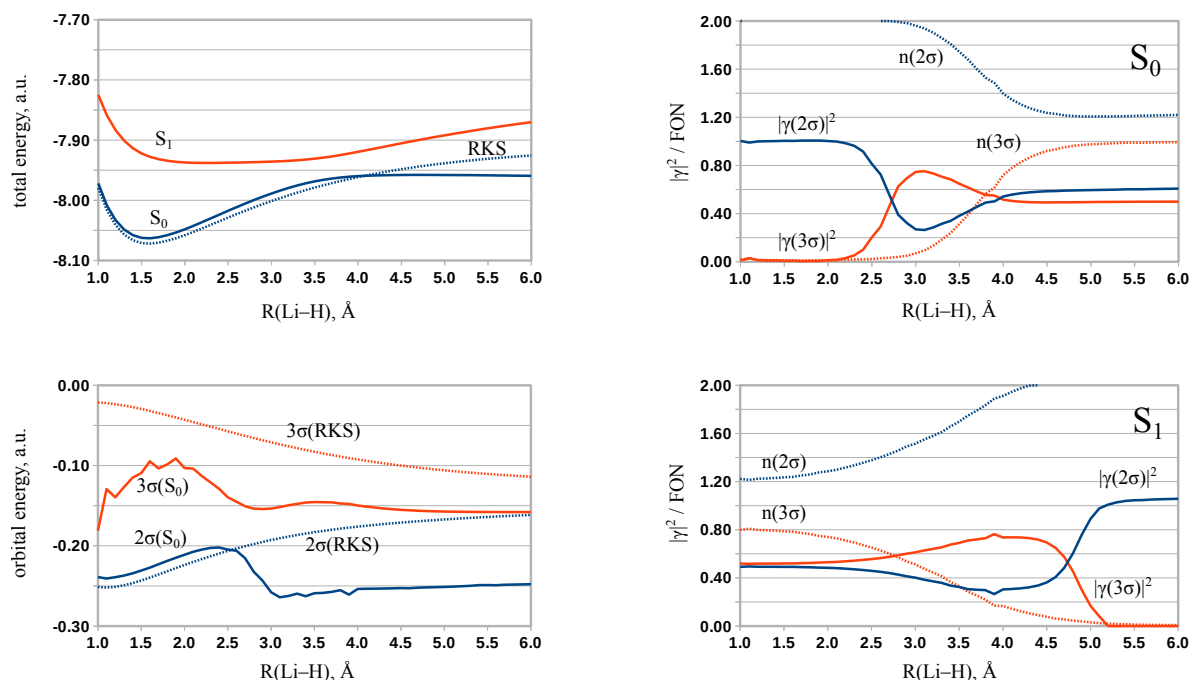 total energy, a.u.
-7.70
-7.80
-7.90
-8.00
-8.10
S1
RKS
S0
1.0 1.5 2.0 2.5 3.0 3.5 4.0 4.5 5.0 5.5 6.0
R(Li–H), Å
|γ|² / FON
2.00
1.60
1.20
0.80
0.40
0.00
S0
n(2σ)
|γ(2σ)|²
n(3σ)
|γ(3σ)|²
1.0 1.5 2.0 2.5 3.0 3.5 4.0 4.5 5.0 5.5 6.0
R(Li–H), Å
orbital energy, a.u.
0.00
-0.10
-0.20
-0.30
3σ(RKS)
3σ(S0)
2σ(S0)
2σ(RKS)
1.0 1.5 2.0 2.5 3.0 3.5 4.0 4.5 5.0 5.5 6.0
R(Li–H), Å
|γ|² / FON
2.00
1.60
1.20
0.80
0.40
0.00
S1
n(2σ)
|γ(2σ)|²
n(3σ)
|γ(3σ)|²
1.0 1.5 2.0 2.5 3.0 3.5 4.0 4.5 5.0 5.5 6.0
R(Li–H), Å